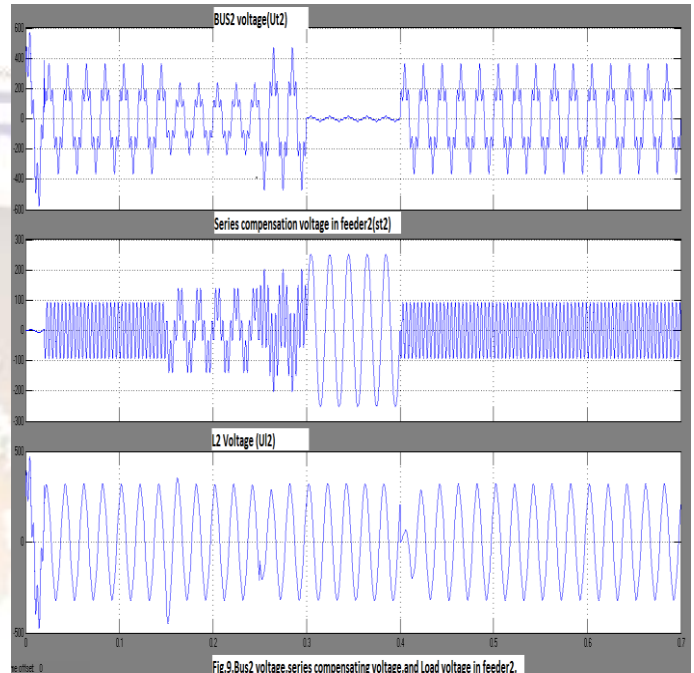 BUS2 voltage(Ut2)
600
400
200
0
-200
-400
-600
Series compensation voltage in feeder2(st2)
300
200
100
0
-100
-200
-300
L2 Voltage (Ul2)
500
0
-500
0 0.1 0.2 0.3 0.4 0.5 0.6 0.7
offset 0
Fig.9.Bus2 voltage,series compensating voltage,and Load voltage in feeder2.